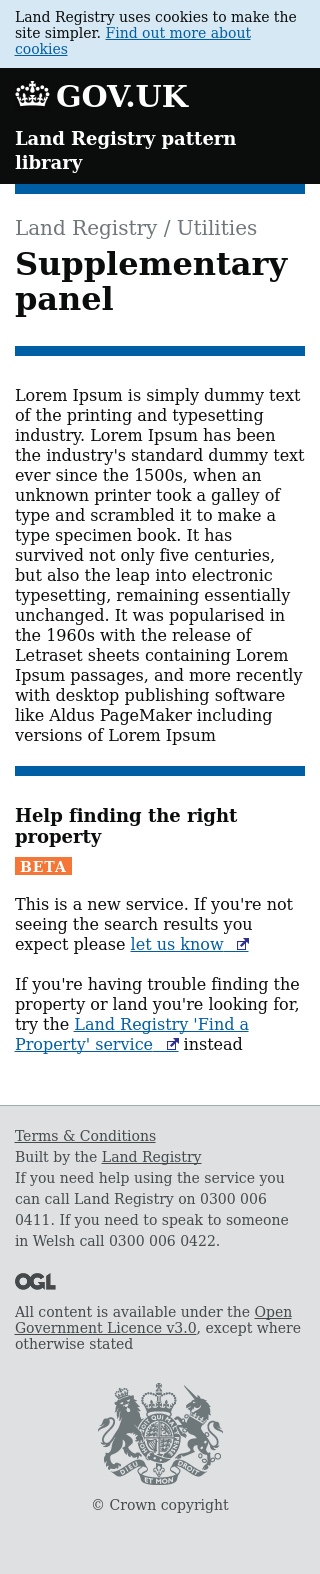 Land Registry uses cookies to make the
site simpler. Find out more about
cookies
GOV.UK
Land Registry pattern
library
Land Registry / Utilities
Supplementary
panel
Lorem Ipsum is simply dummy text
of the printing and typesetting
industry. Lorem Ipsum has been
the industry's standard dummy text
ever since the 1500s, when an
unknown printer took a galley of
type and scrambled it to make a
type specimen book. It has
survived not only five centuries,
but also the leap into electronic
typesetting, remaining essentially
unchanged. It was popularised in
the 1960s with the release of
Letraset sheets containing Lorem
Ipsum passages, and more recently
with desktop publishing software
like Aldus PageMaker including
versions of Lorem Ipsum
Help finding the right
property
BETA
This is a new service. If you're not
seeing the search results you
expect please let us know
If you're having trouble finding the
property or land you're looking for,
try the Land Registry 'Find a
Property' service instead
Terms & Conditions
Built by the Land Registry
If you need help using the service you
can call Land Registry on 0300 006
0411. If you need to speak to someone
in Welsh call 0300 006 0422.
OGL
All content is available under the Open
Government Licence v3.0, except where
otherwise stated
DIEU ET MON DROIT
© Crown copyright